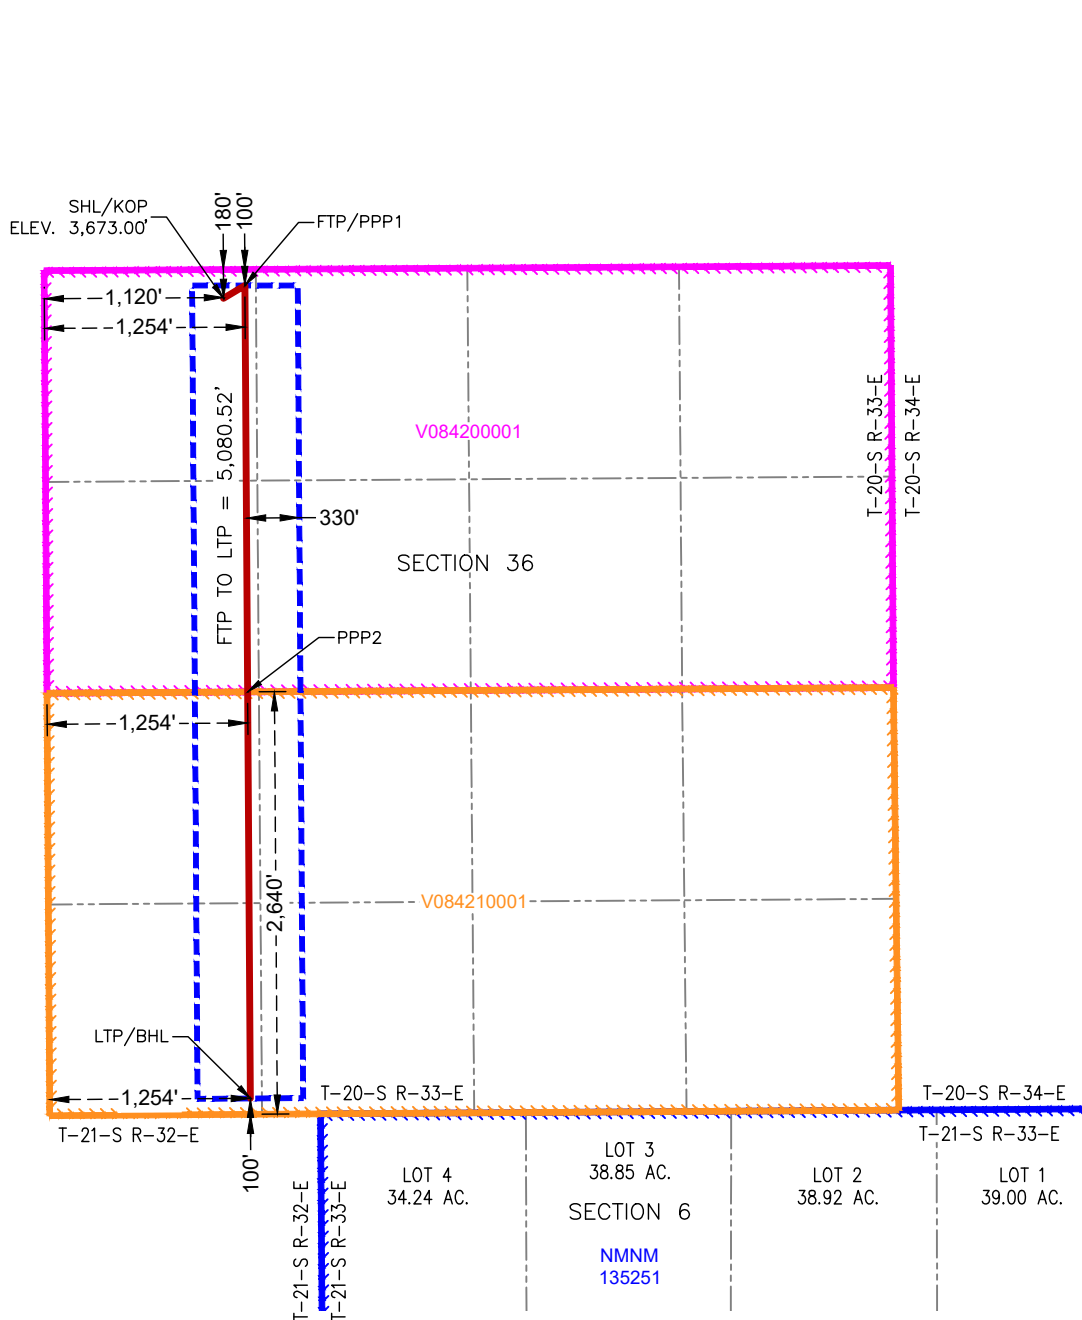 SHL/KOP
ELEV. 3,673.00'
180'
100'
FTP/PPP1
1,120'
1,254'
FTP TO LTP = 5,080.52'
V084200001
T-20-S R-33-E
T-20-S R-34-E
330'
SECTION 36
PPP2
1,254'
2,640'
V084210001
LTP/BHL
1,254'
100'
T-20-S R-33-E
T-20-S R-34-E
T-21-S R-32-E
T-21-S R-33-E
T-21-S R-32-E
T-21-S R-33-E
LOT 4
34.24 AC.
LOT 3
38.85 AC.
LOT 2
38.92 AC.
LOT 1
39.00 AC.
SECTION 6
NMNM
135251